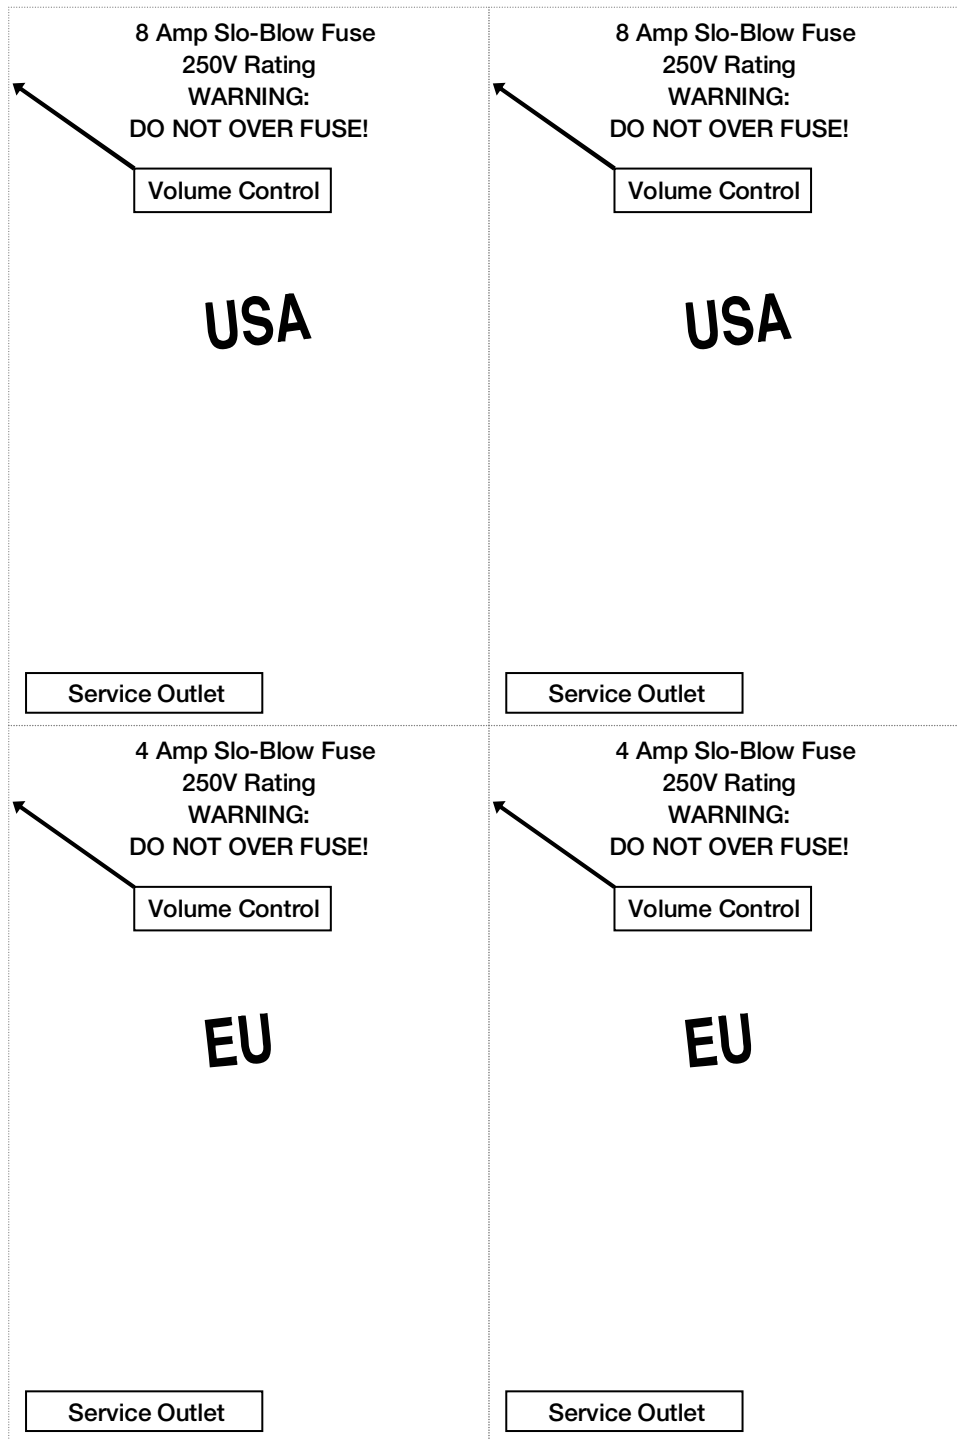 8 Amp Slo-Blow Fuse
250V Rating
WARNING:
DO NOT OVER FUSE!
Volume Control
USA
Service Outlet
8 Amp Slo-Blow Fuse
250V Rating
WARNING:
DO NOT OVER FUSE!
Volume Control
USA
Service Outlet
4 Amp Slo-Blow Fuse
250V Rating
WARNING:
DO NOT OVER FUSE!
Volume Control
EU
Service Outlet
4 Amp Slo-Blow Fuse
250V Rating
WARNING:
DO NOT OVER FUSE!
Volume Control
EU
Service Outlet